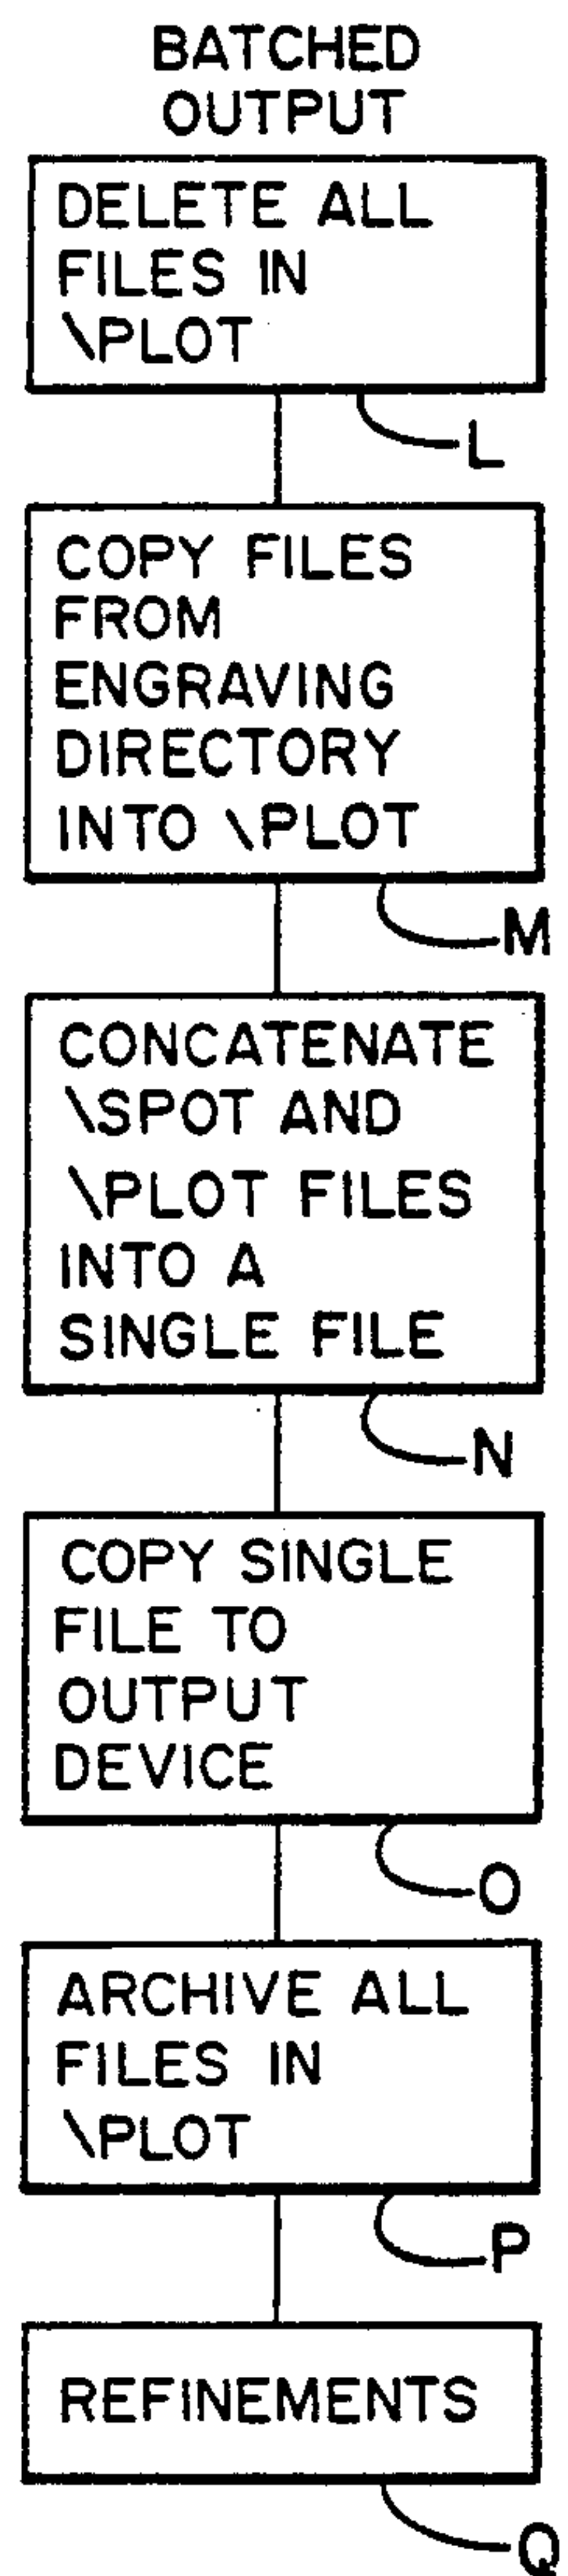 BATCHED
OUTPUT
DELETE ALL
FILES IN
\PLOT
L
COPY FILES
FROM
ENGRAVING
DIRECTORY
INTO \PLOT
M
CONCATENATE
\SPOT AND
\PLOT FILES
INTO A
SINGLE FILE
N
COPY SINGLE
FILE TO
OUTPUT
DEVICE
O
ARCHIVE ALL
FILES IN
\PLOT
P
REFINEMENTS
Q